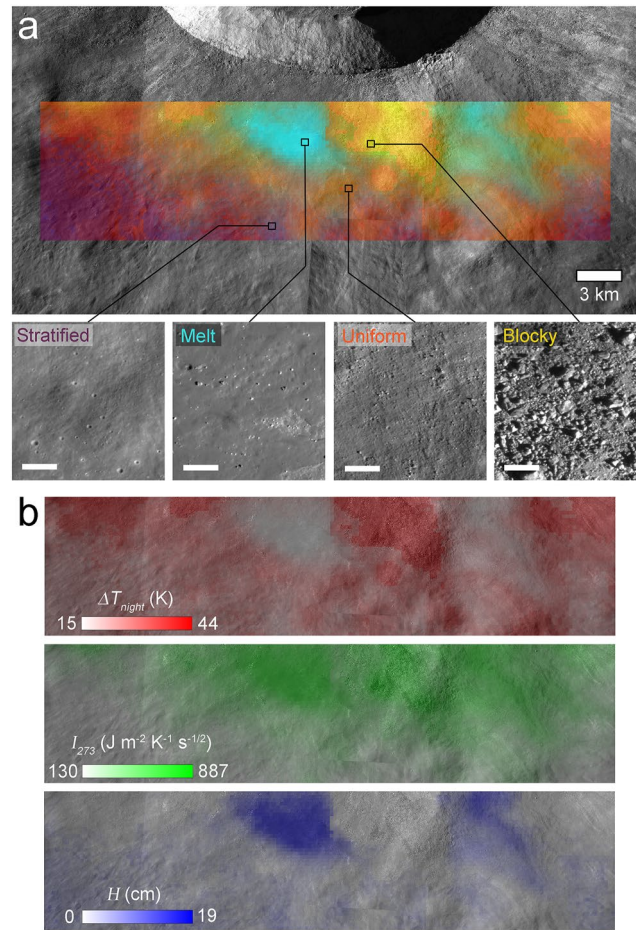 a
3 km
Stratified
Melt
Uniform
Blocky
b
ΔT_night (K)
15 44
I_273 (J m⁻² K⁻¹ s⁻¹/²)
130 887
H (cm)
0 19